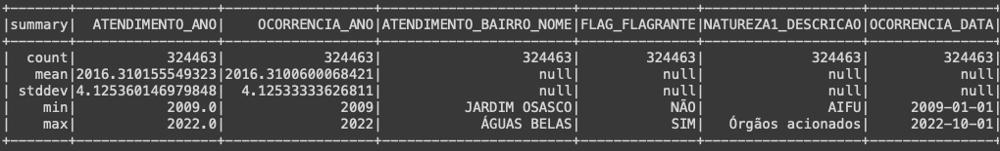 +-------+-----------------+------------------+-----------------------+--------------+-------------------+---------------+
|summary|  ATENDIMENTO_ANO|    OCORRENCIA_ANO|ATENDIMENTO_BAIRRO_NOME|FLAG_FLAGRANTE|NATUREZA1_DESCRICAO|OCORRENCIA_DATA|
+-------+-----------------+------------------+-----------------------+--------------+-------------------+---------------+
|  count|           324463|            324463|                 324463|        324463|             324463|         324463|
|   mean|2016.310155549323|2016.3100600068421|                   null|          null|               null|           null|
| stddev|4.125360146979848|  4.12533333626811|                   null|          null|               null|           null|
|    min|           2009.0|              2009|          JARDIM OSASCO|           NÃO|               AIFU|     2009-01-01|
|    max|           2022.0|              2022|            ÁGUAS BELAS|           SIM|  Órgãos acionados|     2022-10-01|
+-------+-----------------+------------------+-----------------------+--------------+-------------------+---------------+